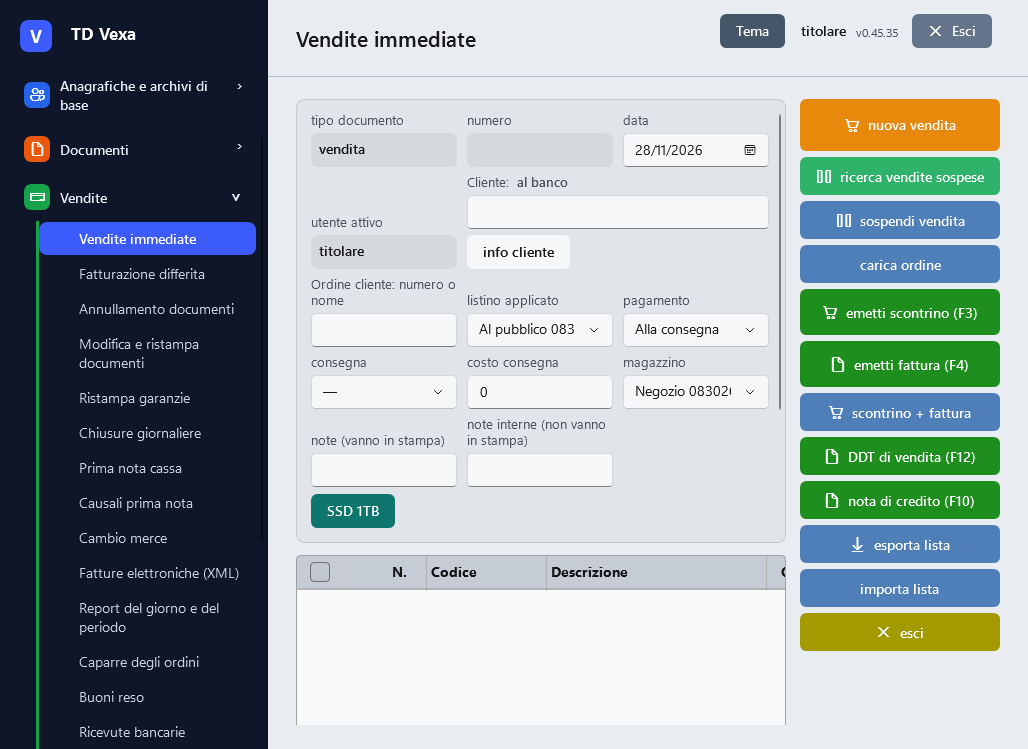 V
TD Vexa
Anagrafiche e archivi di
base
Documenti
Vendite
Vendite immediate
Fatturazione differita
Annullamento documenti
Modifica e ristampa
documenti
Ristampa garanzie
Chiusure giornaliere
Prima nota cassa
Causali prima nota
Cambio merce
Fatture elettroniche (XML)
Report del giorno e del
periodo
Caparre degli ordini
Buoni reso
Ricevute bancarie
Vendite immediate
Tema
titolare
v0.45.35
Esci
tipo documento
numero
data
vendita
28/11/2026
Cliente: al banco
utente attivo
titolare
info cliente
Ordine cliente: numero o
nome
listino applicato
pagamento
Al pubblico 083
Alla consegna
consegna
costo consegna
magazzino
—
0
Negozio 08302
note (vanno in stampa)
note interne (non vanno
in stampa)
SSD 1TB
N.
Codice
Descrizione
nuova vendita
ricerca vendite sospese
sospendi vendita
carica ordine
emetti scontrino (F3)
emetti fattura (F4)
scontrino + fattura
DDT di vendita (F12)
nota di credito (F10)
esporta lista
importa lista
esci